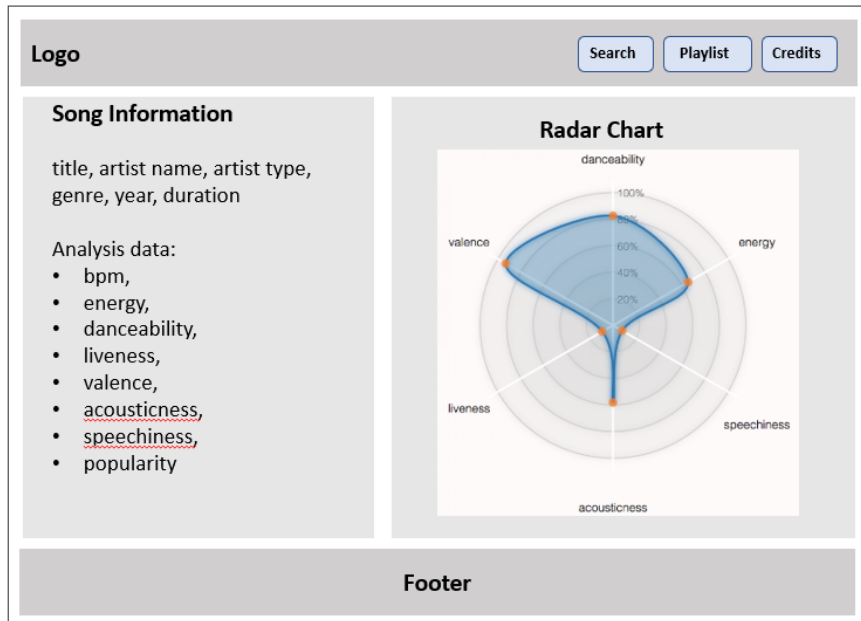 Logo
Search
Playlist
Credits
Song Information
title, artist name, artist type,
genre, year, duration
Analysis data:
• bpm,
• energy,
• danceability,
• liveness,
• valence,
• acousticness,
• speechiness,
• popularity
Radar Chart
danceability
100%
80%
60%
40%
20%
valence
energy
liveness
speechiness
acousticness
Footer